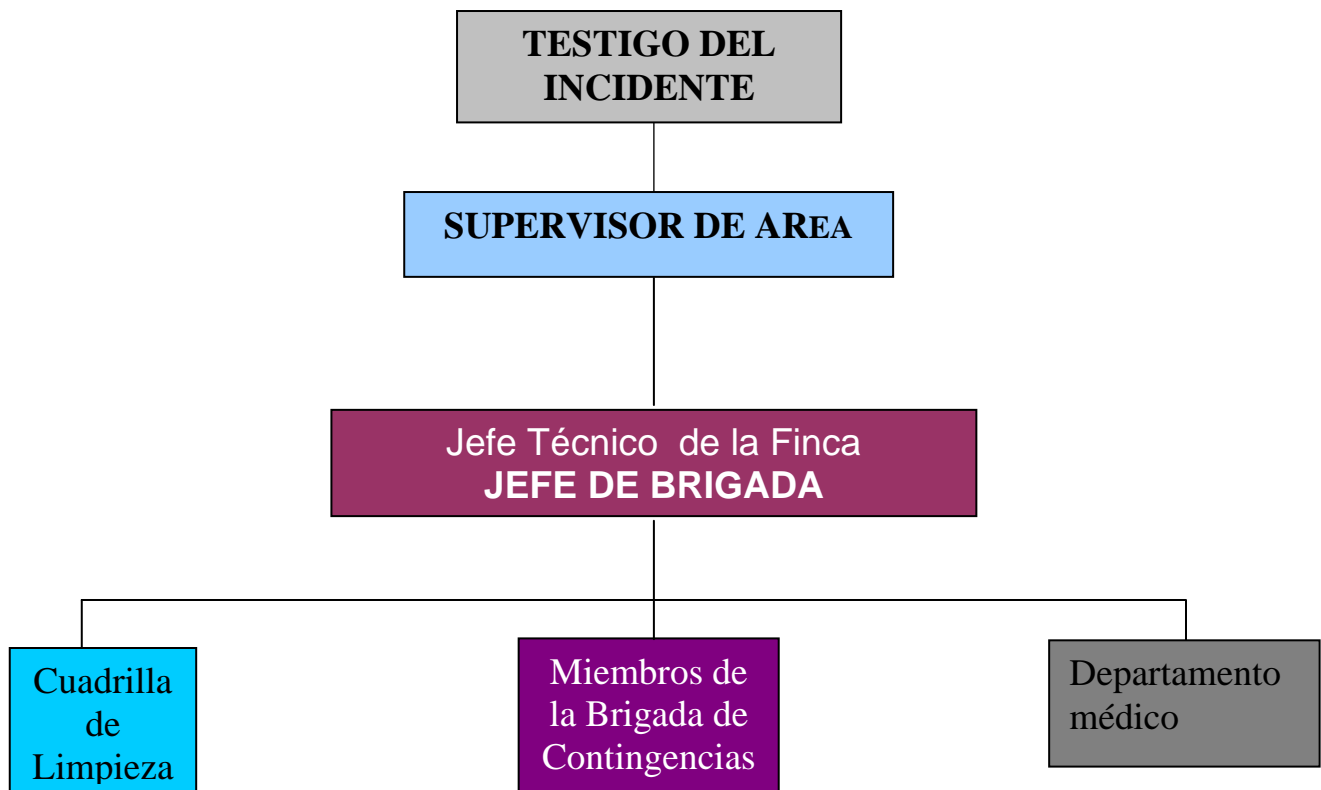 TESTIGO DEL
INCIDENTE
SUPERVISOR DE AREA
Jefe Técnico  de la Finca
JEFE DE BRIGADA
Cuadrilla
de
Limpieza
Miembros de
la Brigada de
Contingencias
Departamento
médico